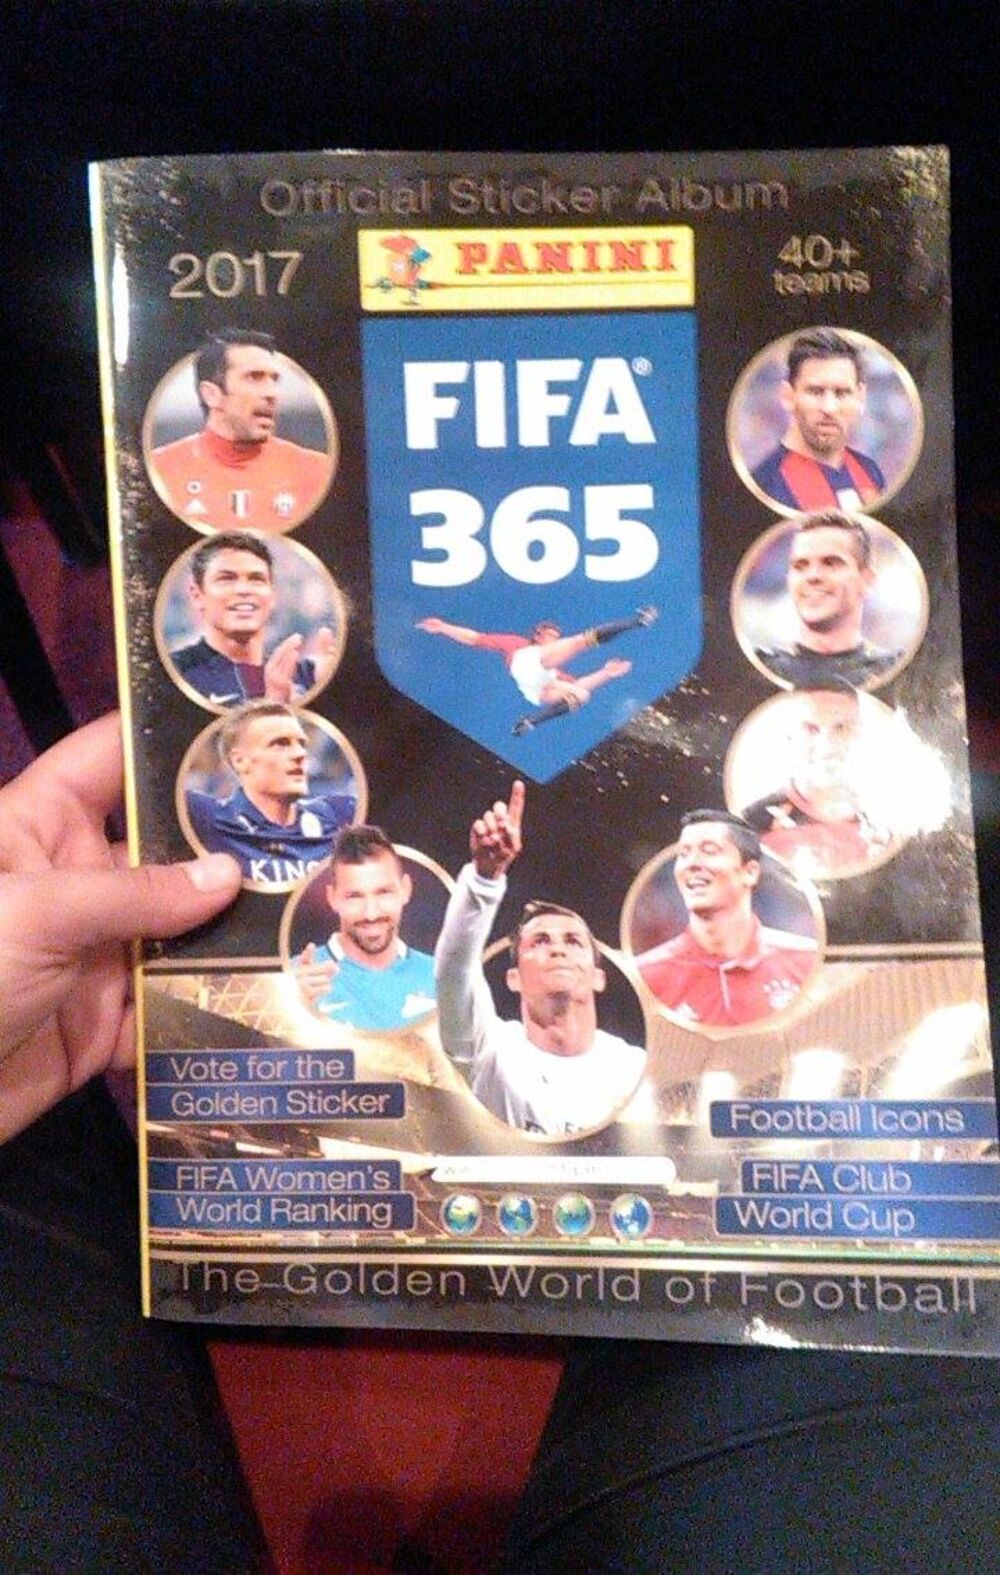 Official Sticker Album
2017
PANINI
40+
teams
FIFA®
365
KING
Vote for the
Golden Sticker
Football Icons
FIFA Women's
World Ranking
FIFA Club
World Cup
The Golden World of Football